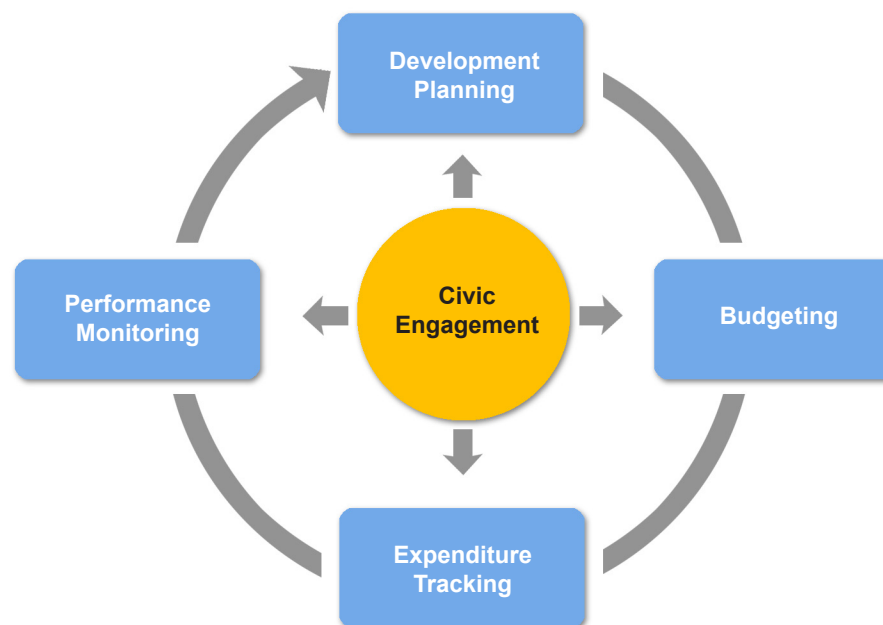 Development
Planning
Performance
Monitoring
Civic
Engagement
Budgeting
Expenditure
Tracking